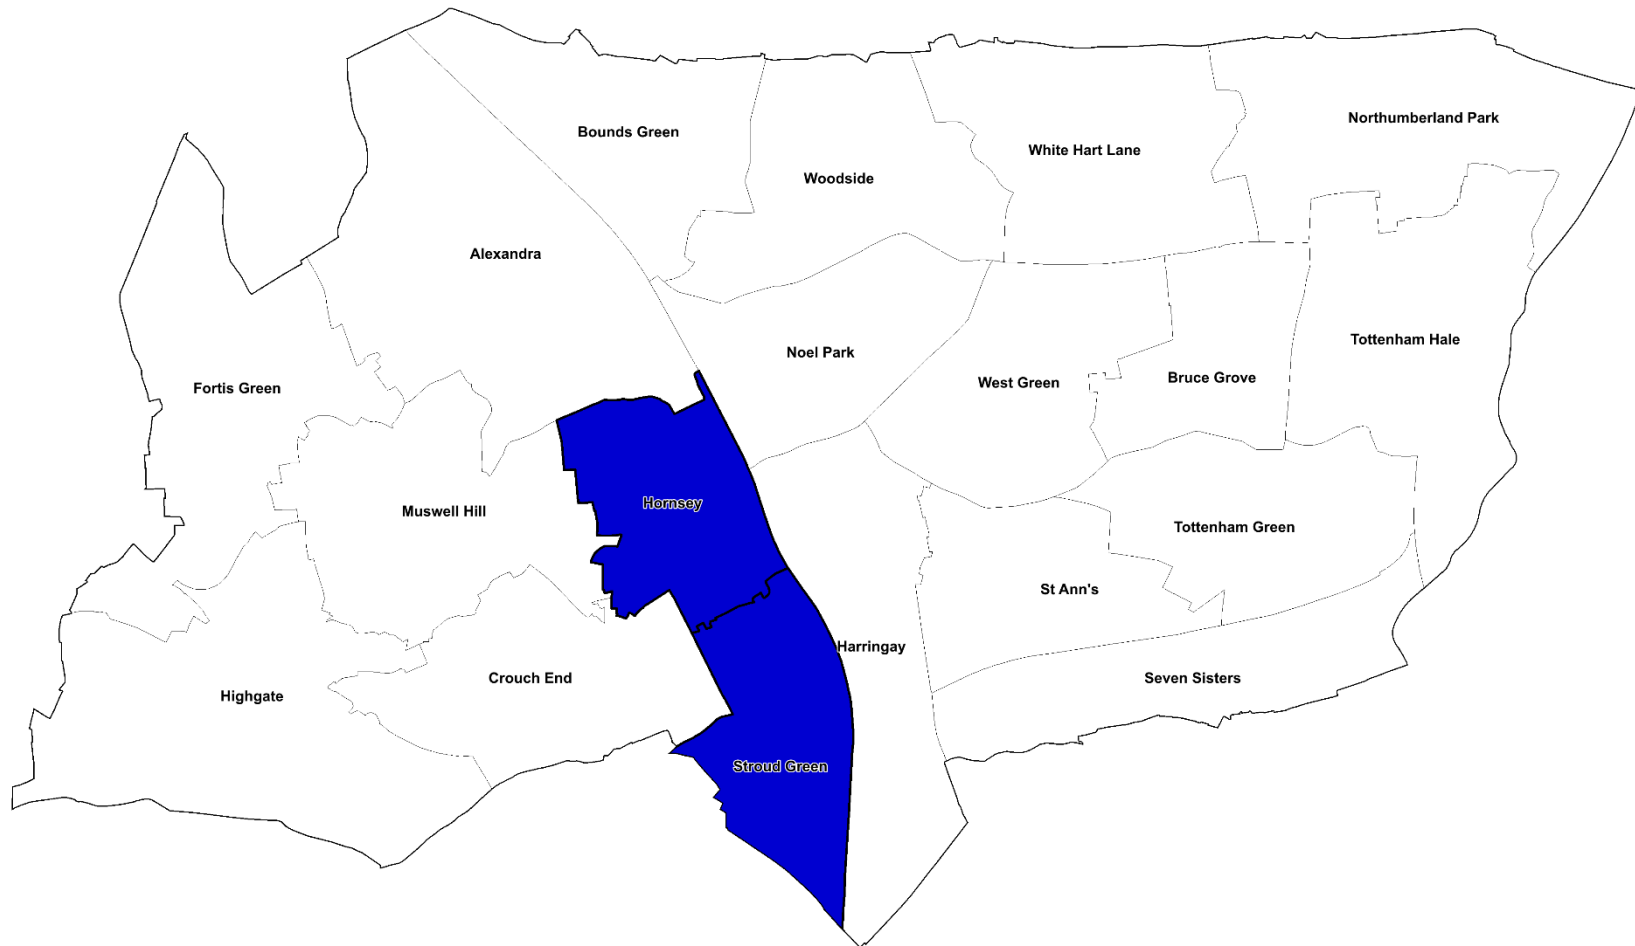 Northumberland Park
Bounds Green
White Hart Lane
Woodside
Alexandra
Tottenham Hale
Noel Park
Bruce Grove
West Green
Fortis Green
Hornsey
Muswell Hill
Tottenham Green
St Ann's
Harringay
Crouch End
Seven Sisters
Highgate
Stroud Green